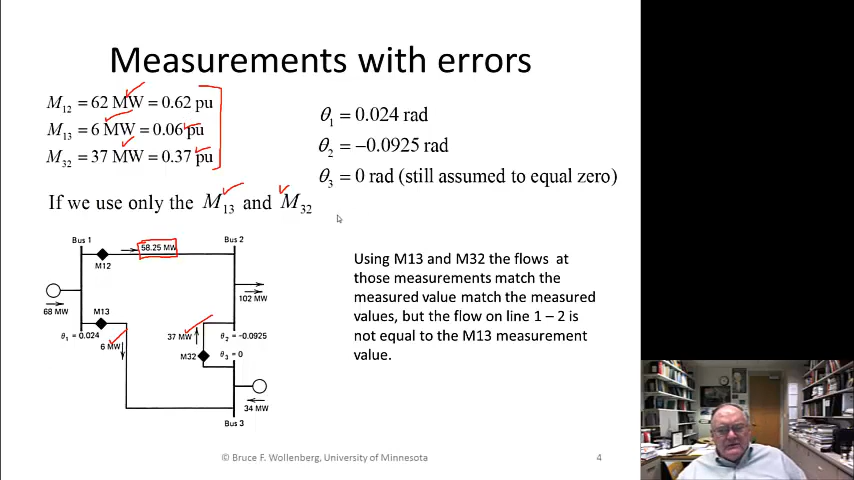 Measurements with errors
M12 = 62 MW = 0.62 pu
M13 = 6 MW = 0.06 pu
M32 = 37 MW = 0.37 pu
θ1 = 0.024 rad
θ2 = −0.0925 rad
θ3 = 0 rad (still assumed to equal zero)
If we use only the M13 and M32
Bus 1
Bus 2
58.25 MW
M12
102 MW
68 MW
M13
θ1 = 0.024
6 MW
37 MW
θ2 = -0.0925
M32
θ3 = 0
34 MW
Bus 3
Using M13 and M32 the flows at
those measurements match the
measured value match the measured
values, but the flow on line 1 – 2 is
not equal to the M13 measurement
value.
© Bruce F. Wollenberg, University of Minnesota
4